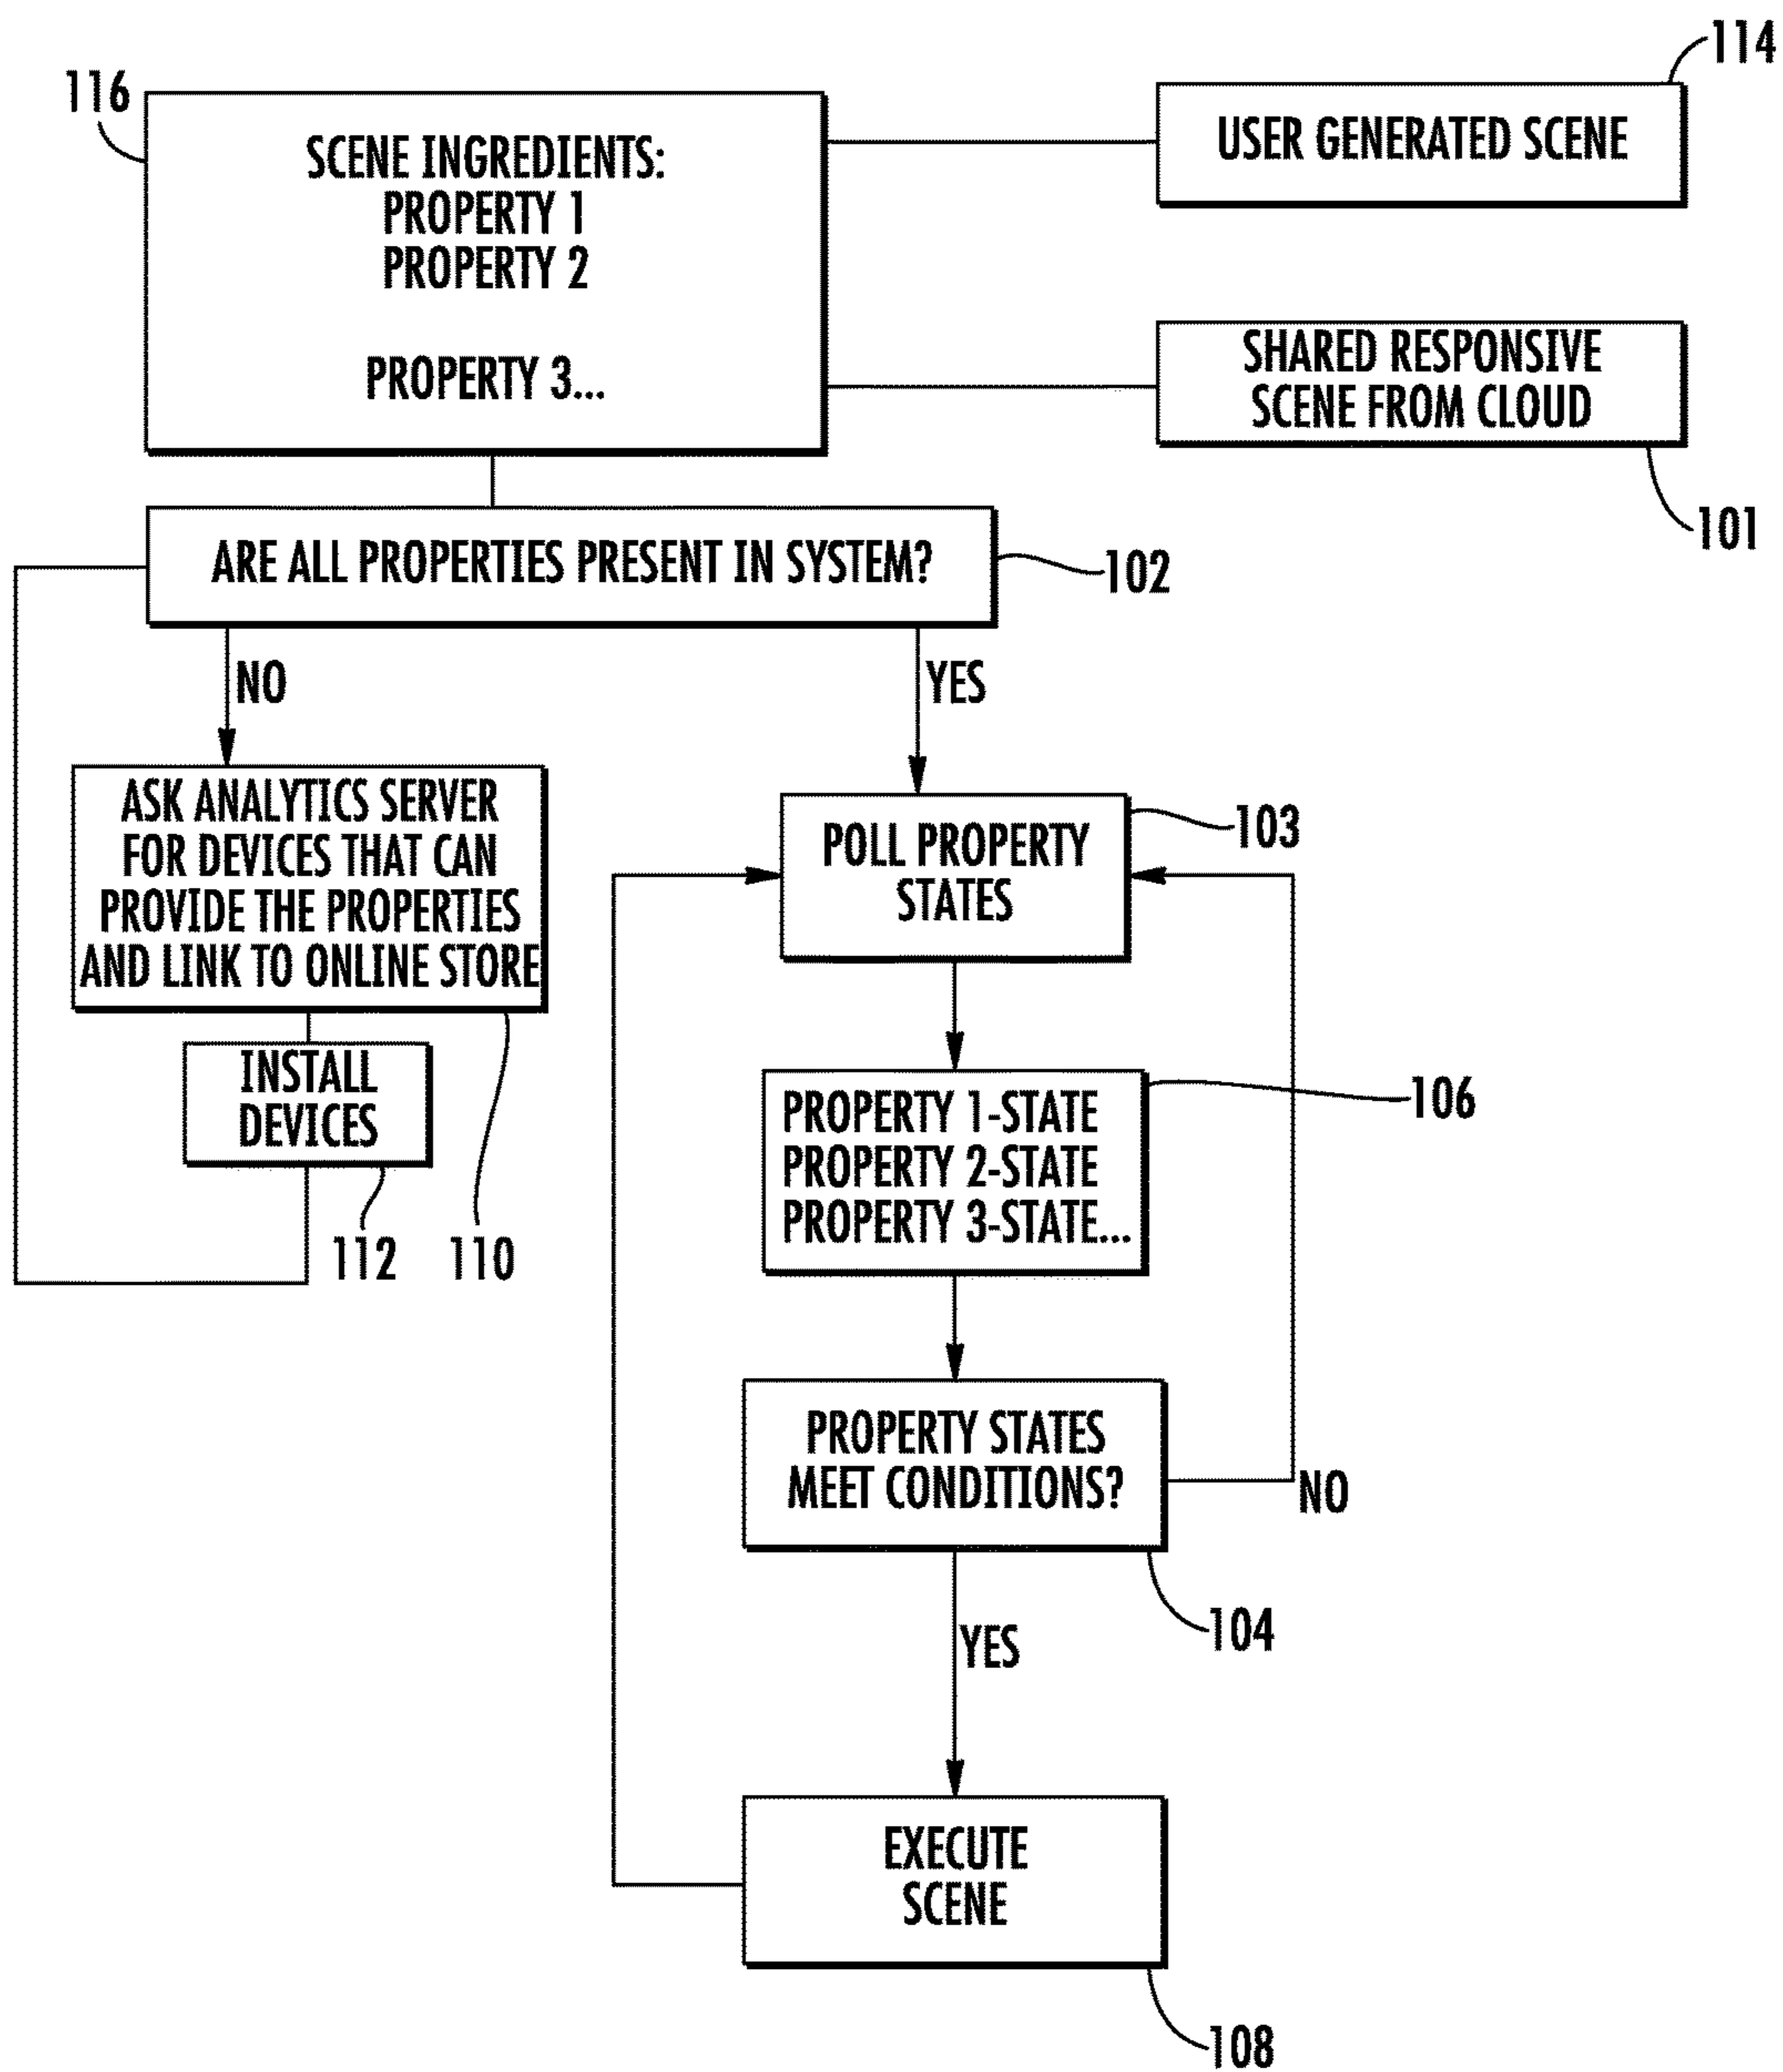 114
116
SCENE INGREDIENTS:
PROPERTY 1
PROPERTY 2
PROPERTY 3...
USER GENERATED SCENE
SHARED RESPONSIVE
SCENE FROM CLOUD
101
ARE ALL PROPERTIES PRESENT IN SYSTEM?
102
NO
YES
ASK ANALYTICS SERVER
FOR DEVICES THAT CAN
PROVIDE THE PROPERTIES
AND LINK TO ONLINE STORE
INSTALL
DEVICES
112
110
POLL PROPERTY
STATES
103
PROPERTY 1-STATE
PROPERTY 2-STATE
PROPERTY 3-STATE...
106
PROPERTY STATES
MEET CONDITIONS?
NO
104
YES
EXECUTE
SCENE
108